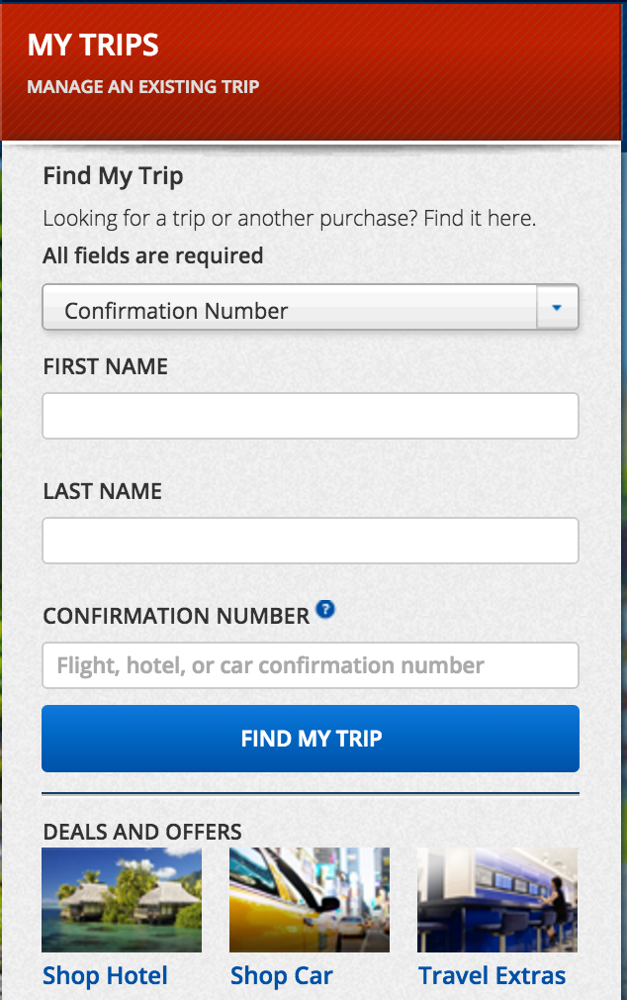 MY TRIPS
MANAGE AN EXISTING TRIP
Find My Trip
Looking for a trip or another purchase? Find it here.
All fields are required
Confirmation Number
FIRST NAME
LAST NAME
CONFIRMATION NUMBER ?
Flight, hotel, or car confirmation number
FIND MY TRIP
DEALS AND OFFERS
Shop Hotel Shop Car Travel Extras